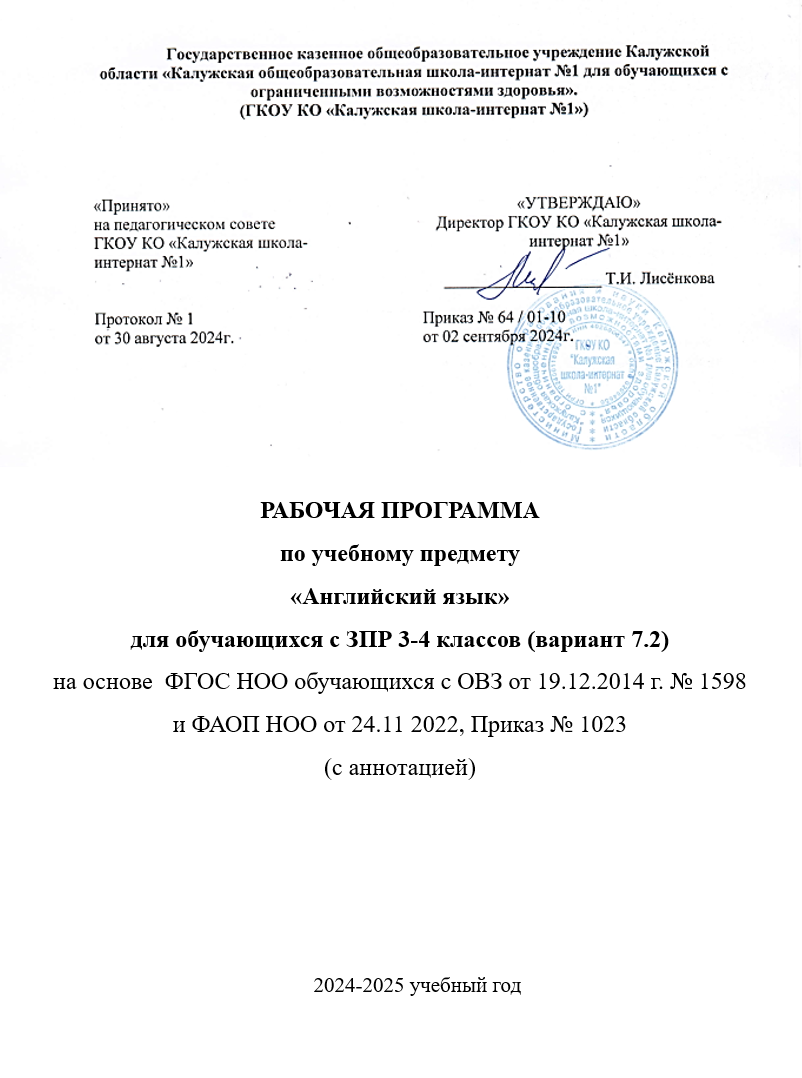 Государственное казенное общеобразовательное учреждение Калужской
области «Калужская общеобразовательная школа-интернат №1 для обучающихся с
ограниченными возможностями здоровья».
(ГКОУ КО «Калужская школа-интернат №1»)
«Принято»
на педагогическом совете
ГКОУ КО «Калужская школа-
интернат №1»
Протокол № 1
от 30 августа 2024г.
«УТВЕРЖДАЮ»
Директор ГКОУ КО «Калужская школа-
интернат №1»
Т.И. Лисёнкова
Приказ № 64 / 01-10
от 02 сентября 2024г.
ГКОУ КО
"Калужская
школа-интернат
№1"
РАБОЧАЯ ПРОГРАММА
по учебному предмету
«Английский язык»
для обучающихся с ЗПР 3-4 классов (вариант 7.2)
на основе ФГОС НОО обучающихся с ОВЗ от 19.12.2014 г. № 1598
и ФАОП НОО от 24.11 2022, Приказ № 1023
(с аннотацией)
2024-2025 учебный год